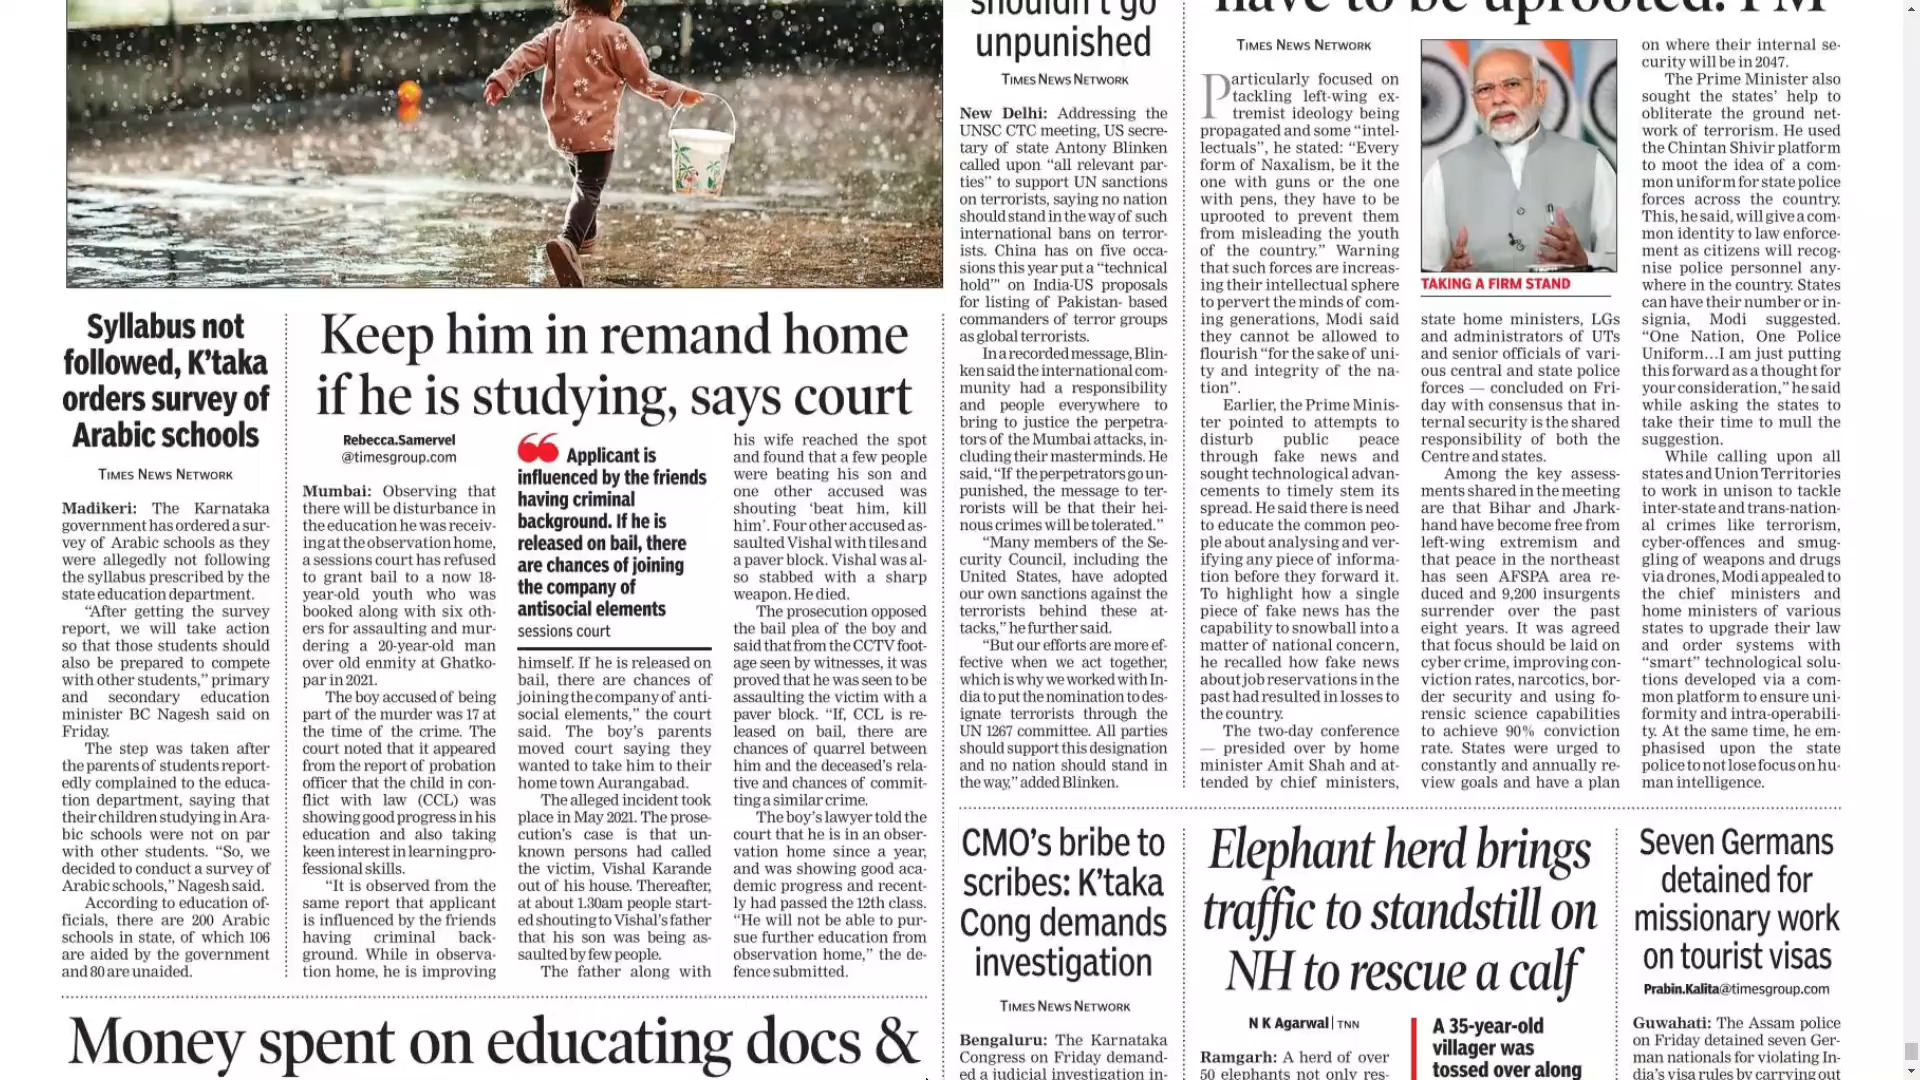 Syllabus not
followed, K’taka
orders survey of
Arabic schools
TIMES NEWS NETWORK
Madikeri: The Karnataka
government has ordered a sur-
vey of Arabic schools as they
were allegedly not following
the syllabus prescribed by the
state education department.
“After getting the survey
report, we will take action
so that those students should
also be prepared to compete
with other students,” primary
and secondary education
minister BC Nagesh said on
Friday.
The step was taken after
the parents of students report-
edly complained to the educa-
tion department, saying that
their children studying in Ara-
bic schools were not on par
with other students. “So, we
decided to conduct a survey of
Arabic schools,” Nagesh said.
According to education of-
ficials, there are 200 Arabic
schools in state, of which 106
are aided by the government
and 80 are unaided.
Keep him in remand home
if he is studying, says court
Rebecca.Samervel
@timesgroup.com
Mumbai: Observing that
there will be disturbance in
the education he was receiv-
ing at the observation home,
a sessions court has refused
to grant bail to a now 18-
year-old youth who was
booked along with six oth-
ers for assaulting and mur-
dering a 20-year-old man
over old enmity at Ghatko-
par in 2021.
The boy accused of being
part of the murder was 17 at
the time of the crime. The
court noted that it appeared
from the report of probation
officer that the child in con-
flict with law (CCL) was
showing good progress in his
education and also taking
keen interest in learning pro-
fessional skills.
“It is observed from the
same report that applicant
is influenced by the friends
having criminal back-
ground. While in observa-
tion home, he is improving
“ Applicant is
influenced by the friends
having criminal
background. If he is
released on bail, there
are chances of joining
the company of
antisocial elements
sessions court
himself. If he is released on
bail, there are chances of
joining the company of anti-
social elements,” the court
said. The boy’s parents
moved court saying they
wanted to take him to their
home town Aurangabad.
The alleged incident took
place in May 2021. The prose-
cution’s case is that un-
known persons had called
the victim, Vishal Karande
out of his house. Thereafter,
at about 1.30am people start-
ed shouting to Vishal’s father
that his son was being as-
saulted by few people.
The father along with
his wife reached the spot
and found that a few people
were beating his son and
one other accused was
shouting ‘beat him, kill
him’. Four other accused as-
saulted Vishal with tiles and
a paver block. Vishal was al-
so stabbed with a sharp
weapon. He died.
The prosecution opposed
the bail plea of the boy and
said that from the CCTV foot-
age seen by witnesses, it was
proved that he was seen to be
assaulting the victim with a
paver block. “If, CCL is re-
leased on bail, there are
chances of quarrel between
him and the deceased’s rela-
tive and chances of commit-
ting a similar crime.
The boy’s lawyer told the
court that he is in an obser-
vation home since a year,
and was showing good aca-
demic progress and recent-
ly had passed the 12th class.
“He will not be able to pur-
sue further education from
observation home,” the de-
fence submitted.
Money spent on educating docs &
shouldn’t go
unpunished
TIMES NEWS NETWORK
New Delhi: Addressing the
UNSC CTC meeting, US secre-
tary of state Antony Blinken
called upon “all relevant par-
ties” to support UN sanctions
on terrorists, saying no nation
should stand in the way of such
international bans on terror-
ists. China has on five occa-
sions this year put a “technical
hold’” on India-US proposals
for listing of Pakistan- based
commanders of terror groups
as global terrorists.
In a recorded message, Blin-
ken said the international com-
munity had a responsibility
and people everywhere to
bring to justice the perpetra-
tors of the Mumbai attacks, in-
cluding their masterminds. He
said, “If the perpetrators go un-
punished, the message to ter-
rorists will be that their hei-
nous crimes will be tolerated.”
“Many members of the Se-
curity Council, including the
United States, have adopted
our own sanctions against the
terrorists behind these at-
tacks,” he further said.
“But our efforts are more ef-
fective when we act together,
which is why we worked with In-
dia to put the nomination to des-
ignate terrorists through the
UN 1267 committee. All parties
should support this designation
and no nation should stand in
the way,” added Blinken.
have to be uprooted: PM
TIMES NEWS NETWORK
Particularly focused on
tackling left-wing ex-
tremist ideology being
propagated and some “intel-
lectuals”, he stated: “Every
form of Naxalism, be it the
one with guns or the one
with pens, they have to be
uprooted to prevent them
from misleading the youth
of the country.” Warning
that such forces are increas-
ing their intellectual sphere
to pervert the minds of com-
ing generations, Modi said
they cannot be allowed to
flourish “for the sake of uni-
ty and integrity of the na-
tion”.
Earlier, the Prime Minis-
ter pointed to attempts to
disturb public peace
through fake news and
sought technological advan-
cements to timely stem its
spread. He said there is need
to educate the common peo-
ple about analysing and ver-
ifying any piece of informa-
tion before they forward it.
To highlight how a single
piece of fake news has the
capability to snowball into a
matter of national concern,
he recalled how fake news
about job reservations in the
past had resulted in losses to
the country.
The two-day conference
— presided over by home
minister Amit Shah and at-
tended by chief ministers,
TAKING A FIRM STAND
state home ministers, LGs
and administrators of UTs
and senior officials of vari-
ous central and state police
forces — concluded on Fri-
day with consensus that in-
ternal security is the shared
responsibility of both the
Centre and states.
Among the key assess-
ments shared in the meeting
are that Bihar and Jhark-
hand have become free from
left-wing extremism and
that peace in the northeast
has seen AFSPA area re-
duced and 9,200 insurgents
surrender over the past
eight years. It was agreed
that focus should be laid on
cyber crime, improving con-
viction rates, narcotics, bor-
der security and using fo-
rensic science capabilities
to achieve 90% conviction
rate. States were urged to
constantly and annually re-
view goals and have a plan
on where their internal se-
curity will be in 2047.
The Prime Minister also
sought the states’ help to
obliterate the ground net-
work of terrorism. He used
the Chintan Shivir platform
to moot the idea of a com-
mon uniform for state police
forces across the country.
This, he said, will give a com-
mon identity to law enforce-
ment as citizens will recog-
nise police personnel any-
where in the country. States
can have their number or in-
signia, Modi suggested.
“One Nation, One Police
Uniform...I am just putting
this forward as a thought for
your consideration,” he said
while asking the states to
take their time to mull the
suggestion.
While calling upon all
states and Union Territories
to work in unison to tackle
inter-state and trans-nation-
al crimes like terrorism,
cyber-offences and smug-
gling of weapons and drugs
via drones, Modi appealed to
the chief ministers and
home ministers of various
states to upgrade their law
and order systems with
“smart” technological solu-
tions developed via a com-
mon platform to ensure uni-
formity and intra-operabili-
ty. At the same time, he em-
phasised upon the state
police to not lose focus on hu-
man intelligence.
CMO’s bribe to
scribes: K’taka
Cong demands
investigation
TIMES NEWS NETWORK
Bengaluru: The Karnataka
Congress on Friday demand-
ed a judicial investigation in-
Elephant herd brings
traffic to standstill on
NH to rescue a calf
N K Agarwal | TNN
Ramgarh: A herd of over
50 elephants not only res-
A 35-year-old
villager was
tossed over along
Seven Germans
detained for
missionary work
on tourist visas
Prabin.Kalita@timesgroup.com
Guwahati: The Assam police
on Friday detained seven Ger-
man nationals for violating In-
dia’s visa rules by carrying out